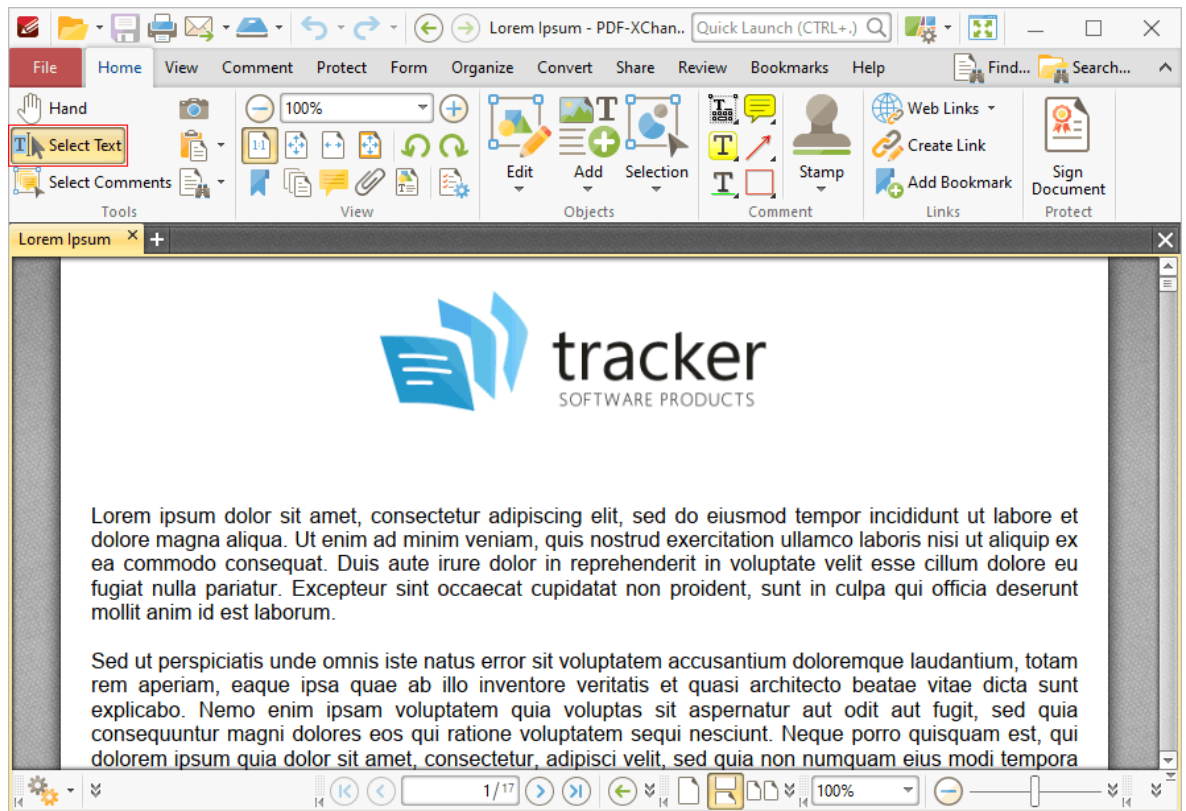 Lorem Ipsum - PDF-XChan.. Quick Launch (CTRL+.)
File Home View Comment Protect Form Organize Convert Share Review Bookmarks Help Find... Search...
Hand 100% Web Links
Select Text Create Link
Select Comments Edit Add Selection Stamp Add Bookmark Sign Document
Tools View Objects Comment Links Protect
Lorem Ipsum
tracker
SOFTWARE PRODUCTS
Lorem ipsum dolor sit amet, consectetur adipiscing elit, sed do eiusmod tempor incididunt ut labore et
dolore magna aliqua. Ut enim ad minim veniam, quis nostrud exercitation ullamco laboris nisi ut aliquip ex
ea commodo consequat. Duis aute irure dolor in reprehenderit in voluptate velit esse cillum dolore eu
fugiat nulla pariatur. Excepteur sint occaecat cupidatat non proident, sunt in culpa qui officia deserunt
mollit anim id est laborum.
Sed ut perspiciatis unde omnis iste natus error sit voluptatem accusantium doloremque laudantium, totam
rem aperiam, eaque ipsa quae ab illo inventore veritatis et quasi architecto beatae vitae dicta sunt
explicabo. Nemo enim ipsam voluptatem quia voluptas sit aspernatur aut odit aut fugit, sed quia
consequuntur magni dolores eos qui ratione voluptatem sequi nesciunt. Neque porro quisquam est, qui
dolorem ipsum quia dolor sit amet, consectetur, adipisci velit, sed quia non numquam eius modi tempora
1/17 100%